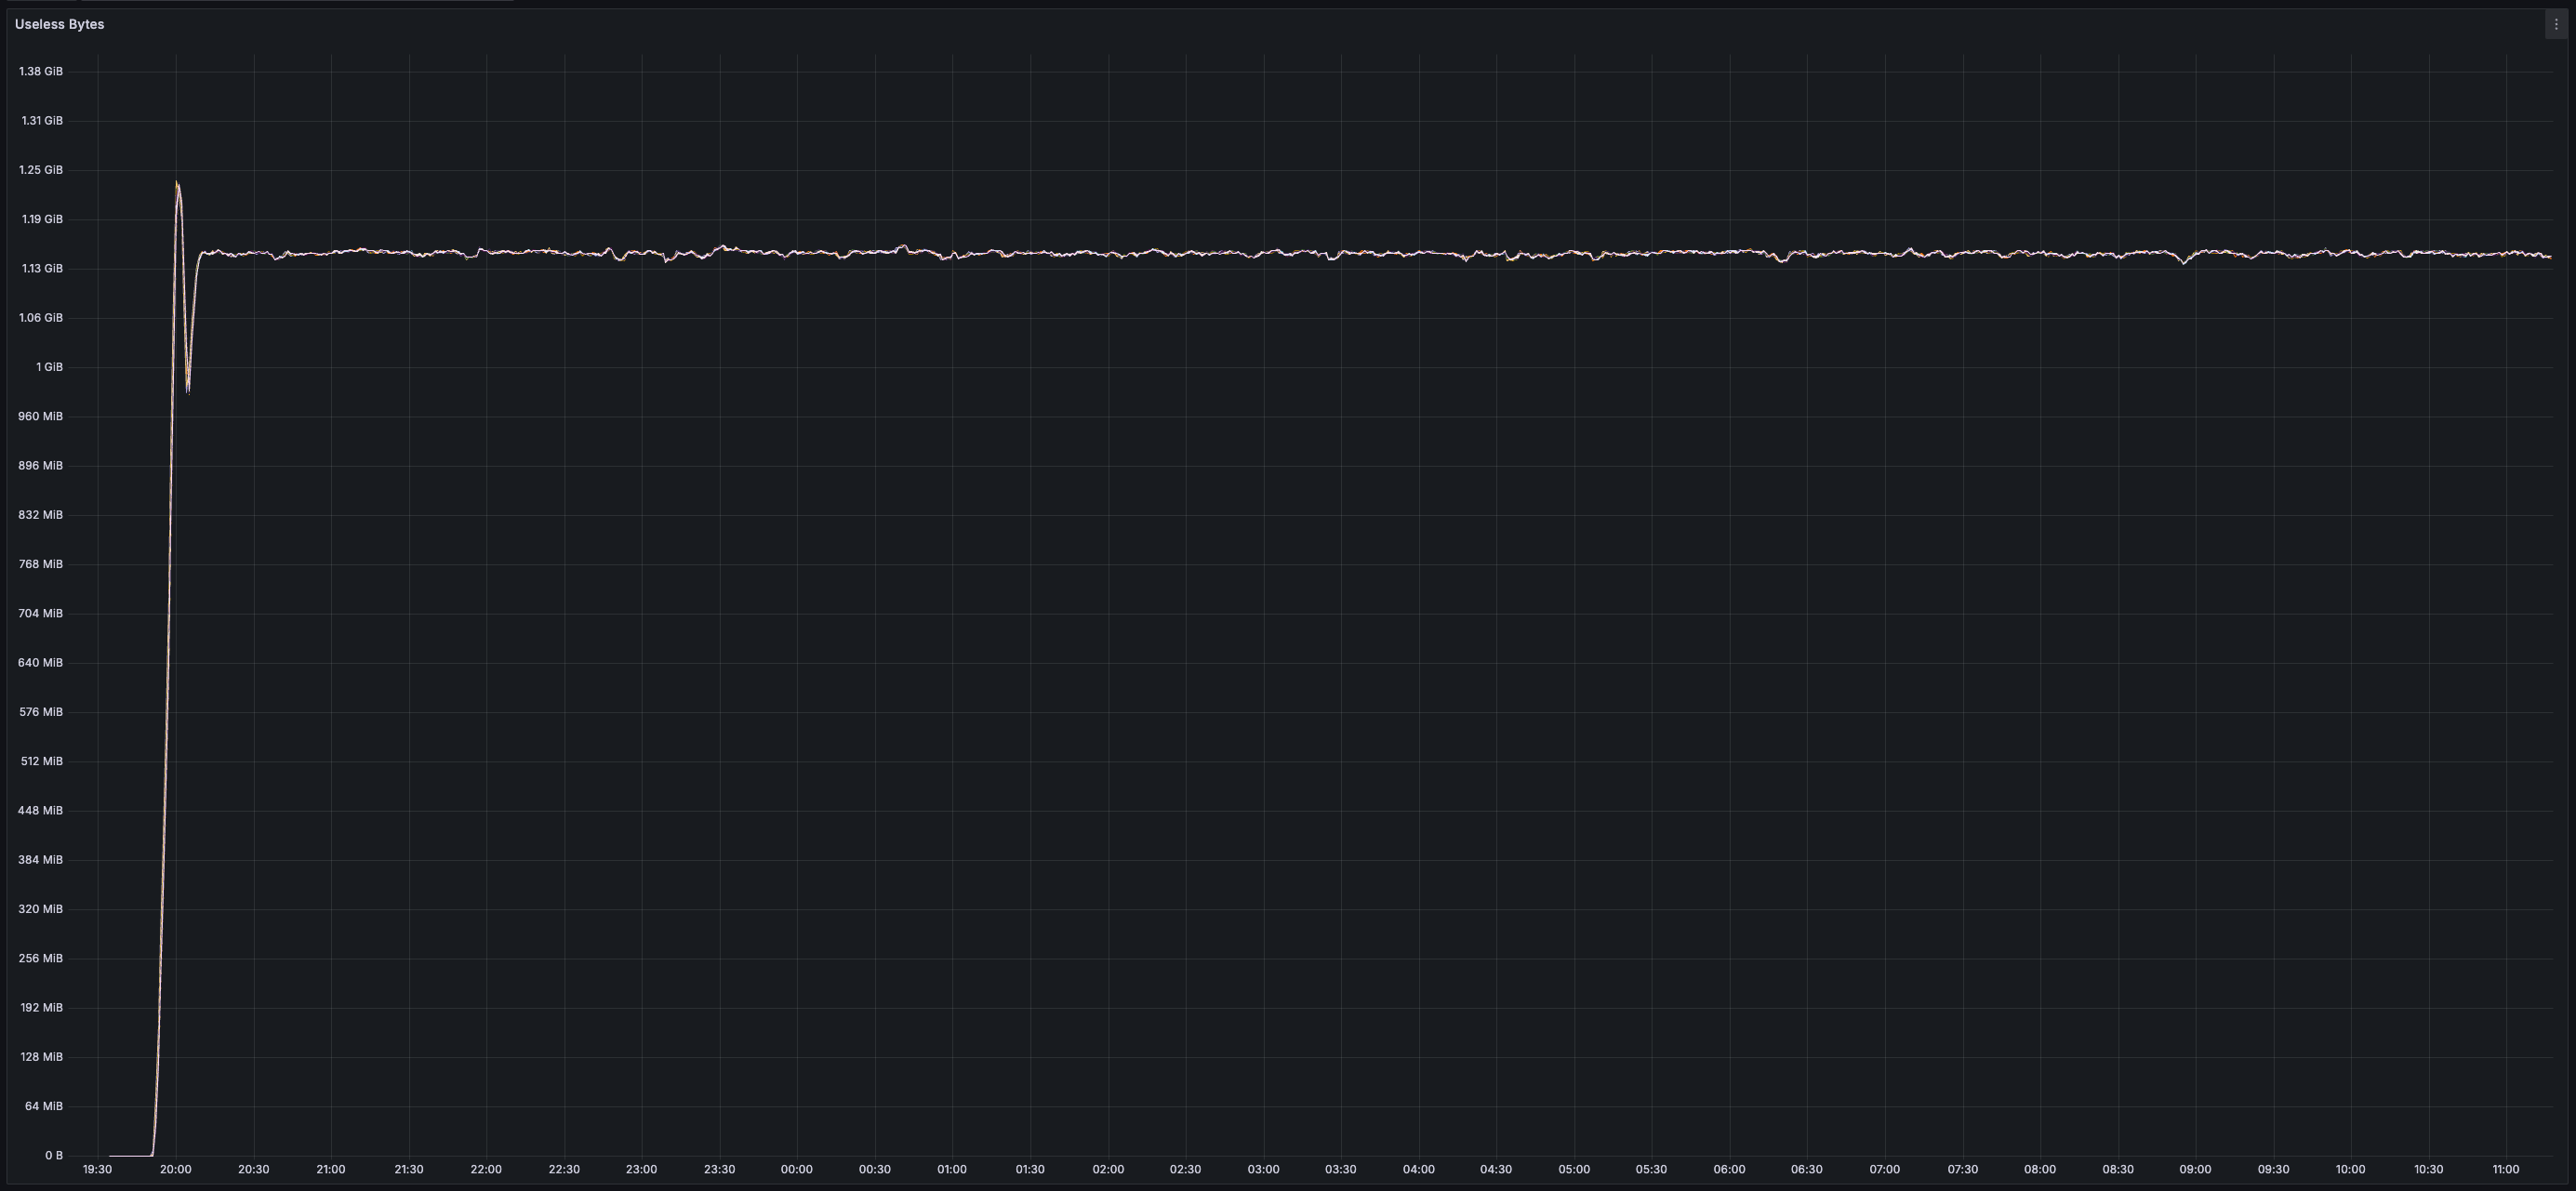 Useless Bytes
1.38 GiB
1.31 GiB
1.25 GiB
1.19 GiB
1.13 GiB
1.06 GiB
1 GiB
960 MiB
896 MiB
832 MiB
768 MiB
704 MiB
640 MiB
576 MiB
512 MiB
448 MiB
384 MiB
320 MiB
256 MiB
192 MiB
128 MiB
64 MiB
0 B
19:30 20:00 20:30 21:00 21:30 22:00 22:30 23:00 23:30 00:00 00:30 01:00 01:30 02:00 02:30 03:00 03:30 04:00 04:30 05:00 05:30 06:00 06:30 07:00 07:30 08:00 08:30 09:00 09:30 10:00 10:30 11:00